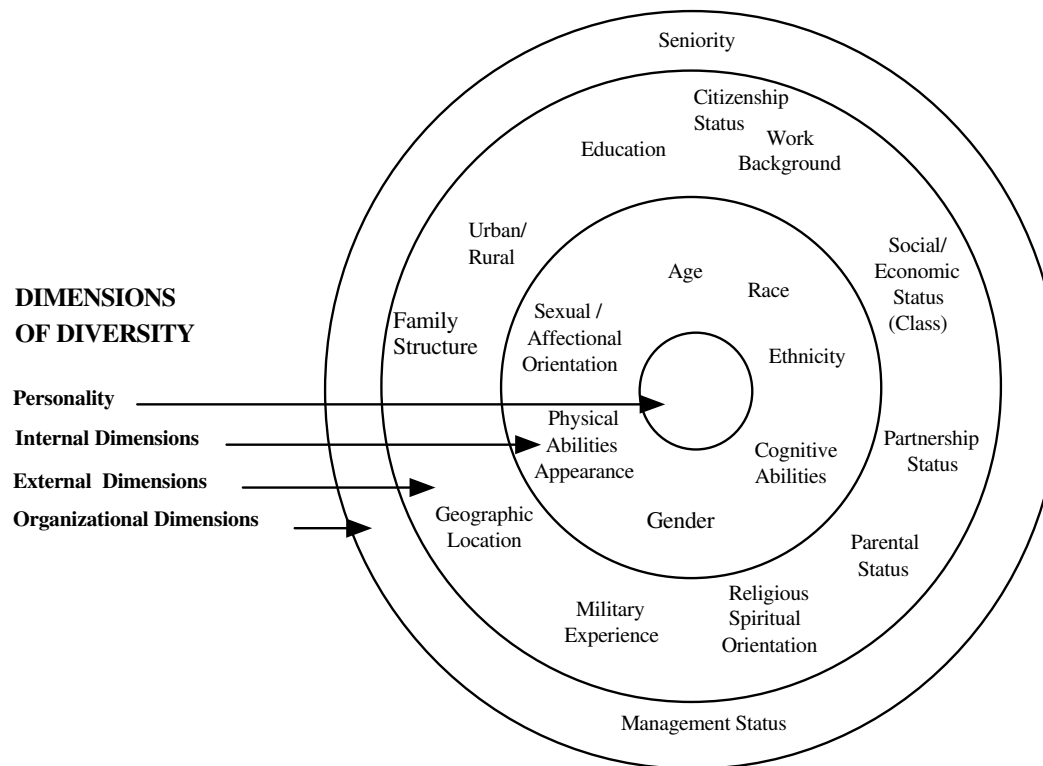 DIMENSIONS
OF DIVERSITY
Personality
Internal Dimensions
External Dimensions
Organizational Dimensions
Seniority
Citizenship
Status
Work
Background
Education
Urban/
Rural
Social/
Economic
Status
(Class)
Family
Structure
Partnership
Status
Geographic
Location
Parental
Status
Military
Experience
Religious
Spiritual
Orientation
Age
Race
Sexual /
Affectional
Orientation
Ethnicity
Physical
Abilities
Appearance
Cognitive
Abilities
Gender
Management Status